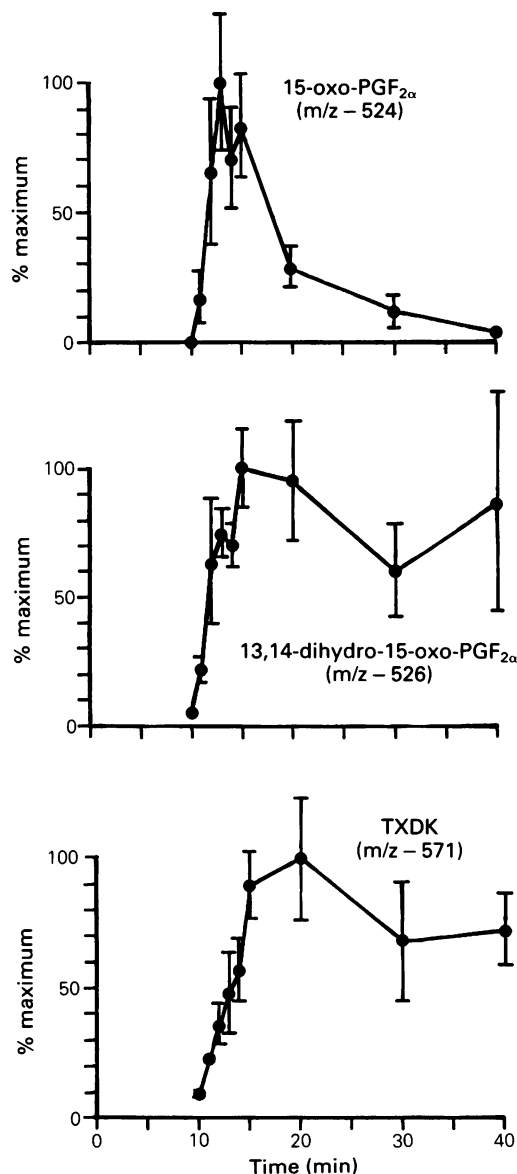 15-oxo-PGF2α
(m/z – 524)
% maximum
100
50
0
13,14-dihydro-15-oxo-PGF2α
(m/z – 526)
% maximum
100
50
0
TXDK
(m/z – 571)
% maximum
100
50
0
0 10 20 30 40
Time (min)